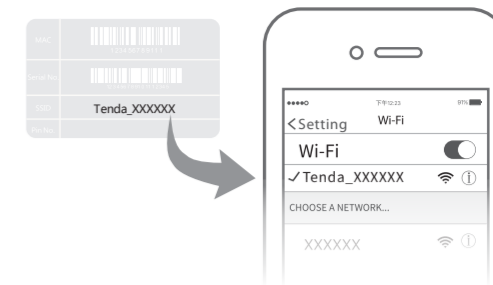 MAC
Serial No
SSID
Tenda_XXXXXX
Pin No
下午12:23
91%
Setting
Wi-Fi
Wi-Fi
Tenda_XXXXXX
CHOOSE A NETWORK...
XXXXXX